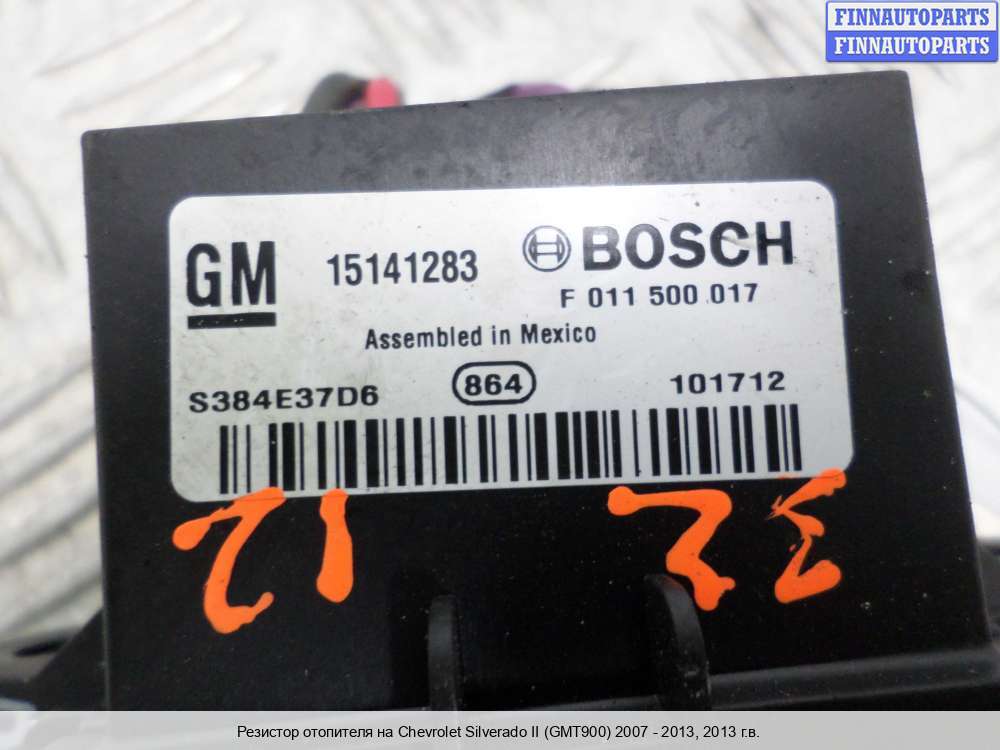 FINNAUTOPARTS
FINNAUTOPARTS
GM 15141283 BOSCH
F 011 500 017
Assembled in Mexico
S384E37D6 864 101712
Резистор отопителя на Chevrolet Silverado II (GMT900) 2007 - 2013, 2013 г.в.